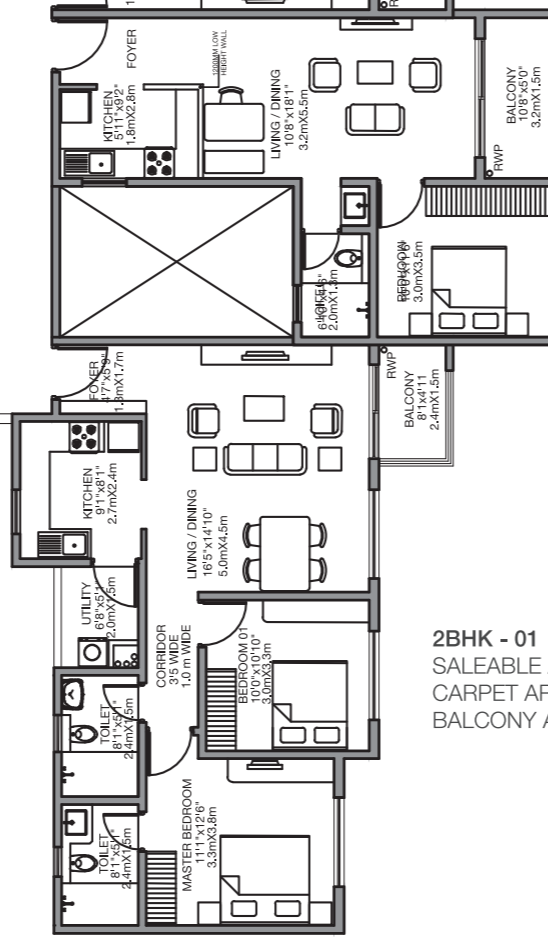 FOYER
1200MM LOW
HEIGHT WALL
KITCHEN
5'11"x9'2"
1.8mX2.8m
LIVING / DINING
10'8"x18'1"
3.2mX5.5m
BALCONY
10'8"x5'0"
3.2mX1.5m
RWP
BEDROOM
3.0mX3.5m
TOILET
2.0mX1.3m
FOYER
4'7"x5'9"
1.3mX1.7m
RWP
BALCONY
8'1x4'11
2.4mX1.5m
KITCHEN
9'1"x8'1"
2.7mX2.4m
LIVING / DINING
16'5"x14'10"
5.0mX4.5m
UTILITY
6'8"x5'1"
2.0mX1.5m
CORRIDOR
3'5 WIDE
1.0 m WIDE
BEDROOM 01
10'0"x10'10"
3.0mX3.3m
2BHK - 01
SALEABLE
CARPET
BALCONY
TOILET
8'1"x5'1"
2.4mX1.5m
MASTER BEDROOM
11'1"x12'6"
3.3mX3.8m
TOILET
8'1"x5'1"
2.4mX1.5m